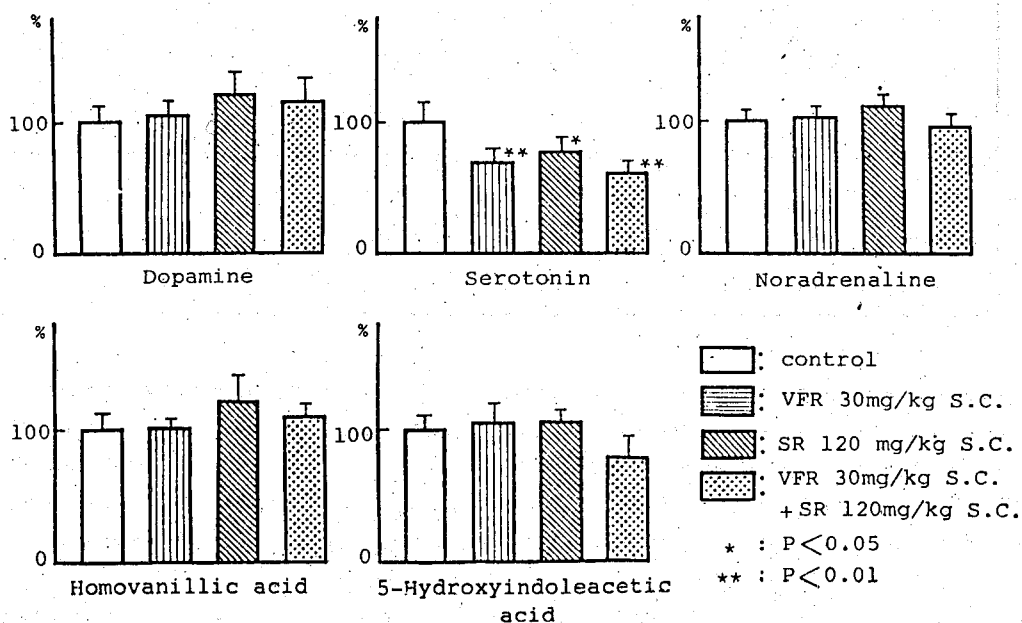 %
100
0
Dopamine
%
100
**
*
**
0
Serotonin
%
100
0
Noradrenaline
%
100
0
Homovanillic acid
%
100
0
5-Hydroxyindoleacetic
acid
: control
: VFR 30mg/kg S.C.
: SR 120 mg/kg S.C.
: VFR 30mg/kg S.C.
+SR 120mg/kg S.C.
* : P<0.05
** : P<0.01